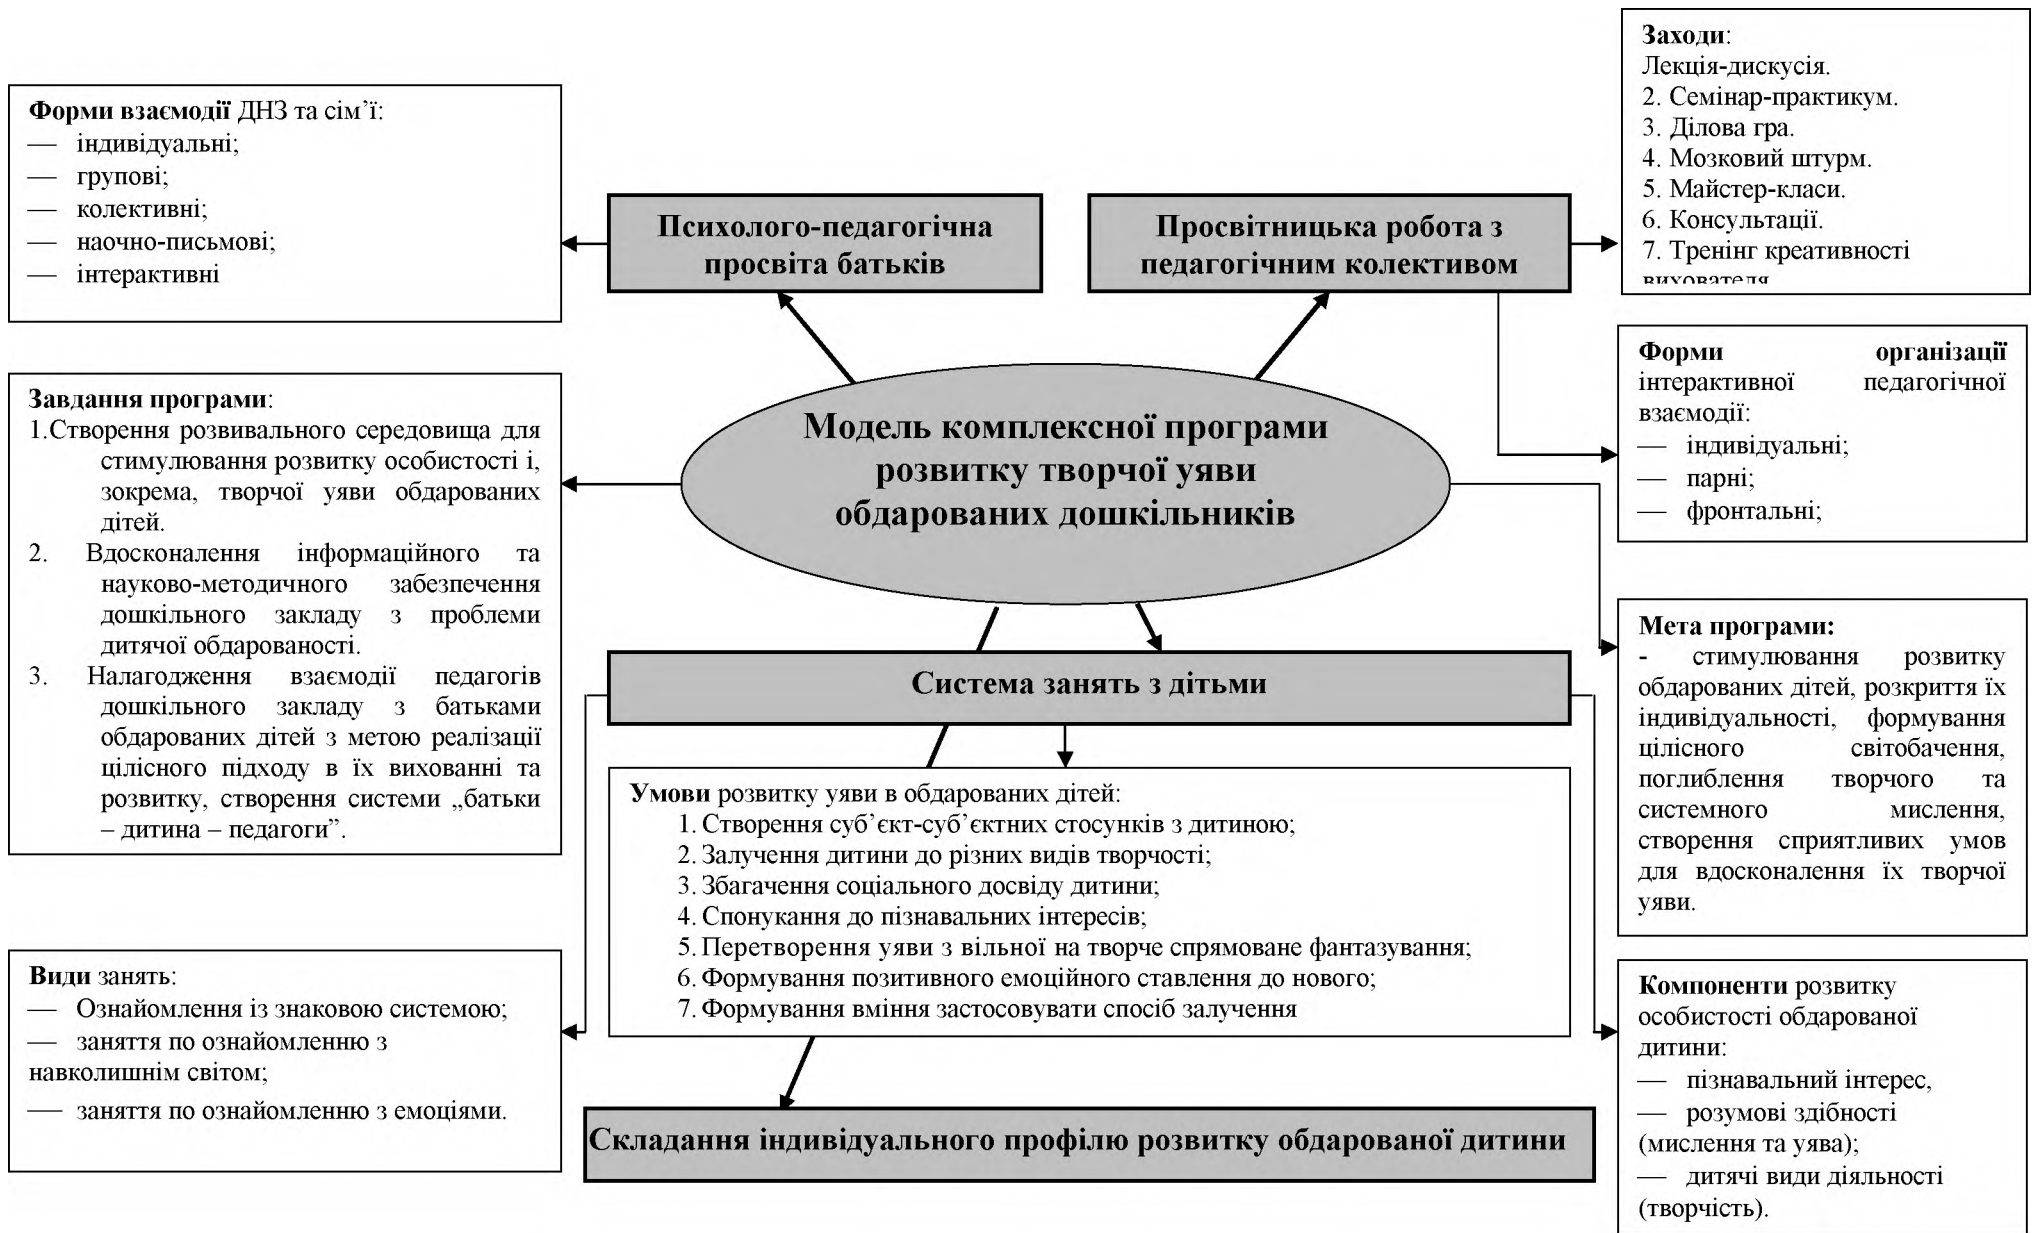 Форми взаємодії ДНЗ та сім’ї:
— індивідуальні;
— групові;
— колективні;
— наочно-письмові;
— інтерактивні
Психолого-педагогічна
просвіта батьків
Просвітницька робота з
педагогічним колективом
Заходи:
Лекція-дискусія.
2. Семінар-практикум.
3. Ділова гра.
4. Мозковий штурм.
5. Майстер-класи.
6. Консультації.
7. Тренінг креативності
вихователя
Форми організації
інтерактивної педагогічної
взаємодії:
— індивідуальні;
— парні;
— фронтальні;
Завдання програми:
1.Створення розвивального середовища для
стимулювання розвитку особистості і,
зокрема, творчої уяви обдарованих
дітей.
2. Вдосконалення інформаційного та
науково-методичного забезпечення
дошкільного закладу з проблеми
дитячої обдарованості.
3. Налагодження взаємодії педагогів
дошкільного закладу з батьками
обдарованих дітей з метою реалізації
цілісного підходу в їх вихованні та
розвитку, створення системи „батьки
– дитина – педагоги”.
Модель комплексної програми
розвитку творчої уяви
обдарованих дошкільників
Мета програми:
- стимулювання розвитку
обдарованих дітей, розкриття їх
індивідуальності, формування
цілісного світобачення,
поглиблення творчого та
системного мислення,
створення сприятливих умов
для вдосконалення їх творчої
уяви.
Система занять з дітьми
Умови розвитку уяви в обдарованих дітей:
1. Створення суб’єкт-суб’єктних стосунків з дитиною;
2. Залучення дитини до різних видів творчості;
3. Збагачення соціального досвіду дитини;
4. Спонукання до пізнавальних інтересів;
5. Перетворення уяви з вільної на творче спрямоване фантазування;
6. Формування позитивного емоційного ставлення до нового;
7. Формування вміння застосовувати спосіб залучення
Види занять:
— Ознайомлення із знаковою системою;
— заняття по ознайомленню з
навколишнім світом;
— заняття по ознайомленню з емоціями.
Компоненти розвитку
особистості обдарованої
дитини:
— пізнавальний інтерес,
— розумові здібності
(мислення та уява);
— дитячі види діяльності
(творчість).
Складання індивідуального профілю розвитку обдарованої дитини